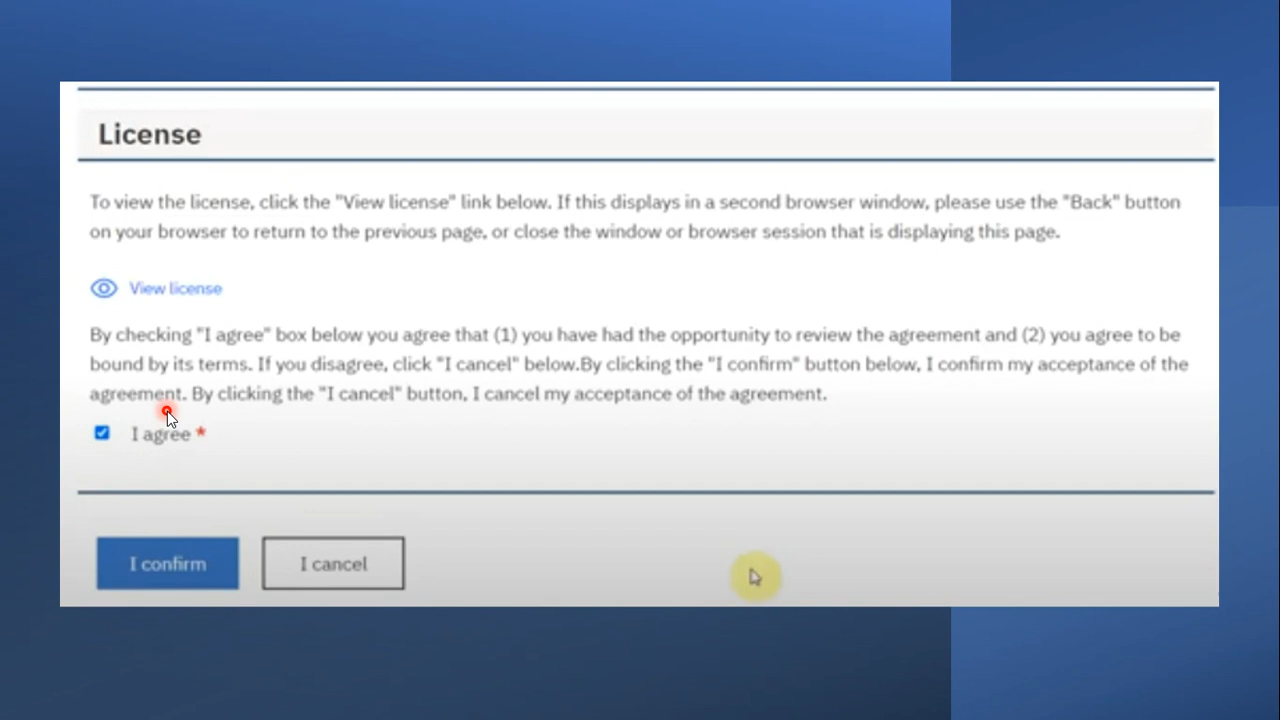 License
To view the license, click the "View license" link below. If this displays in a second browser window, please use the "Back" button
on your browser to return to the previous page, or close the window or browser session that is displaying this page.
View license
By checking "I agree" box below you agree that (1) you have had the opportunity to review the agreement and (2) you agree to be
bound by its terms. If you disagree, click "I cancel" below.By clicking the "I confirm" button below, I confirm my acceptance of the
agreement. By clicking the "I cancel" button, I cancel my acceptance of the agreement.
I agree *
I confirm I cancel